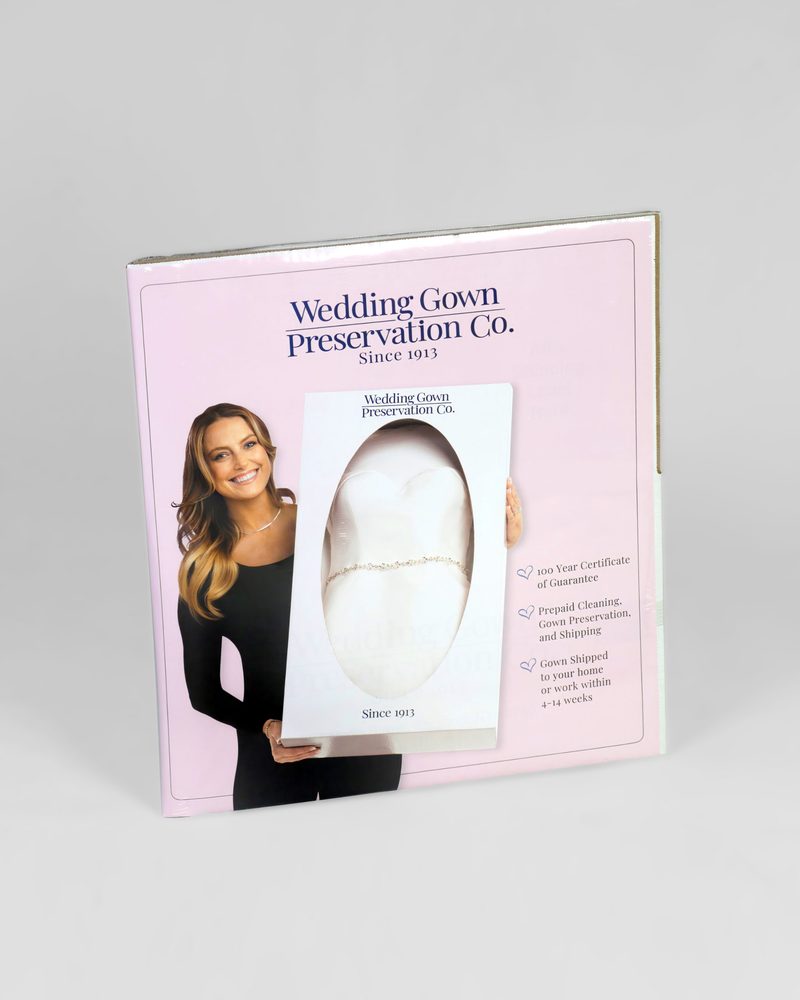 Wedding Gown
Preservation Co.
Since 1913
Wedding Gown
Preservation Co.
Since 1913
100 Year Certificate
of Guarantee
Prepaid Cleaning,
Gown Preservation,
and Shipping
Gown Shipped
to your home
or work within
4-14 weeks